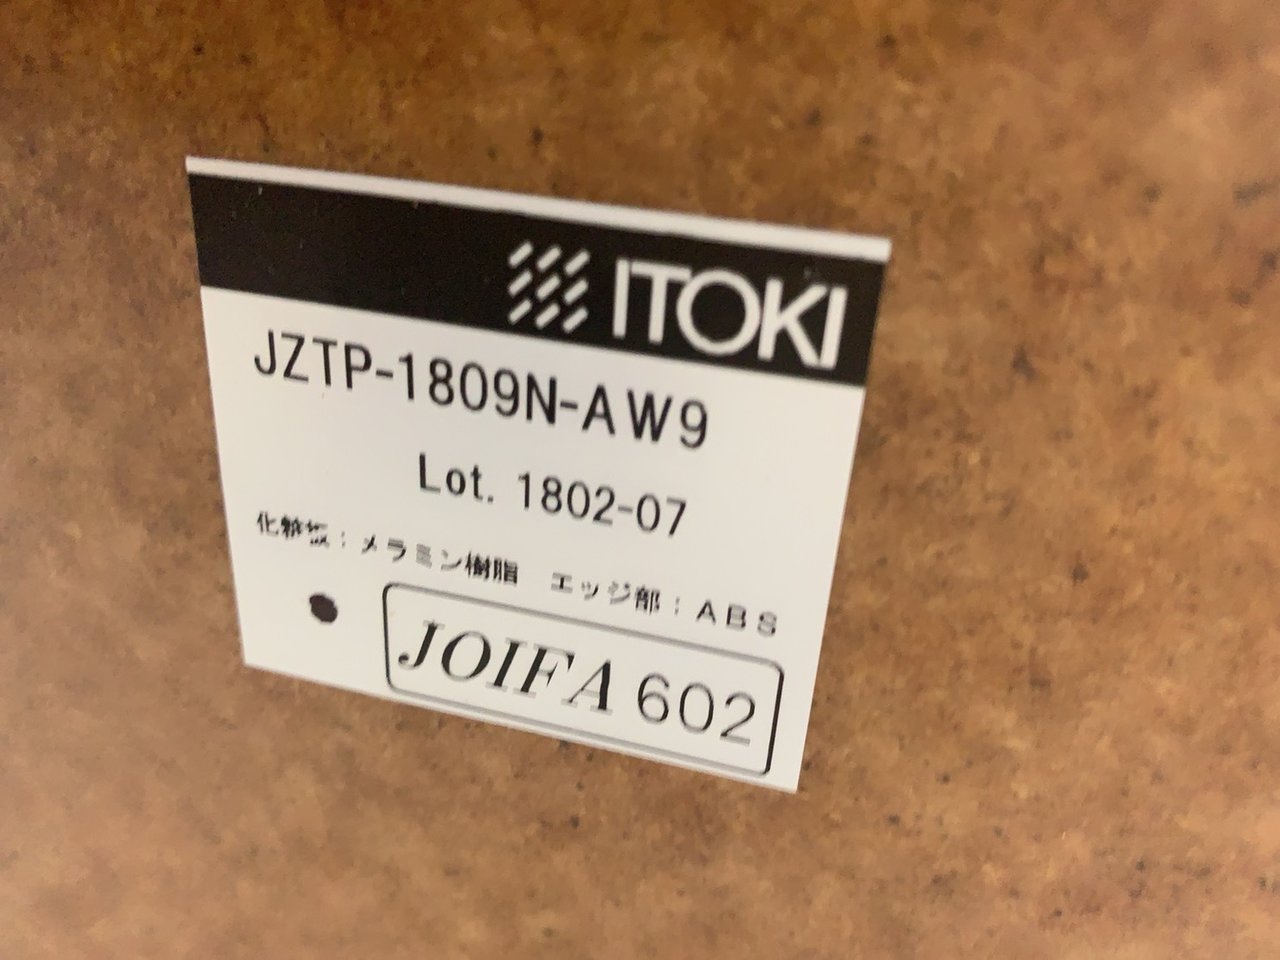 ITOKI
JZTP-1809N-AW9
Lot. 1802-07
化粧板：メラミン樹脂　エッジ部：ABS
JOIFA 602